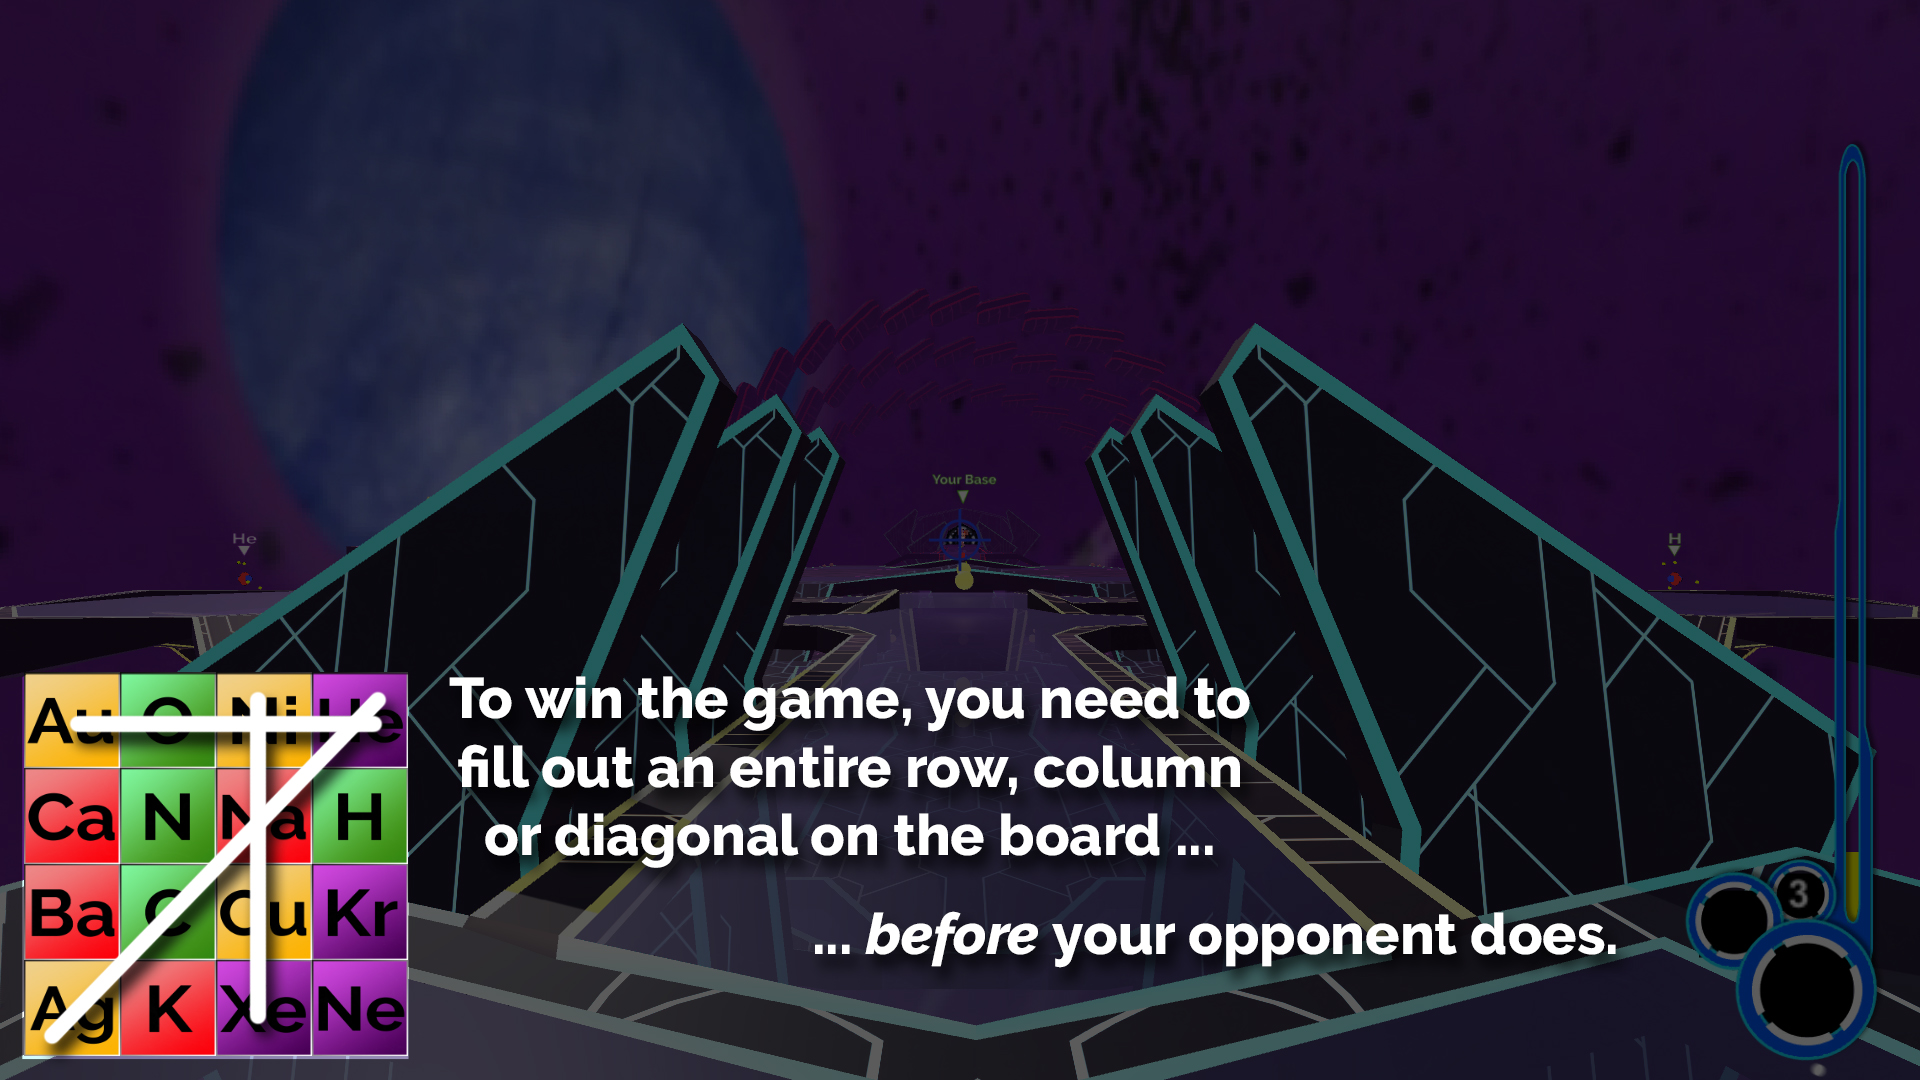 Your Base
He
H
Au O Ni He
Ca N Na H
Ba C Cu Kr
Ag K Xe Ne
To win the game, you need to
fill out an entire row, column
or diagonal on the board ...
... before your opponent does.
3